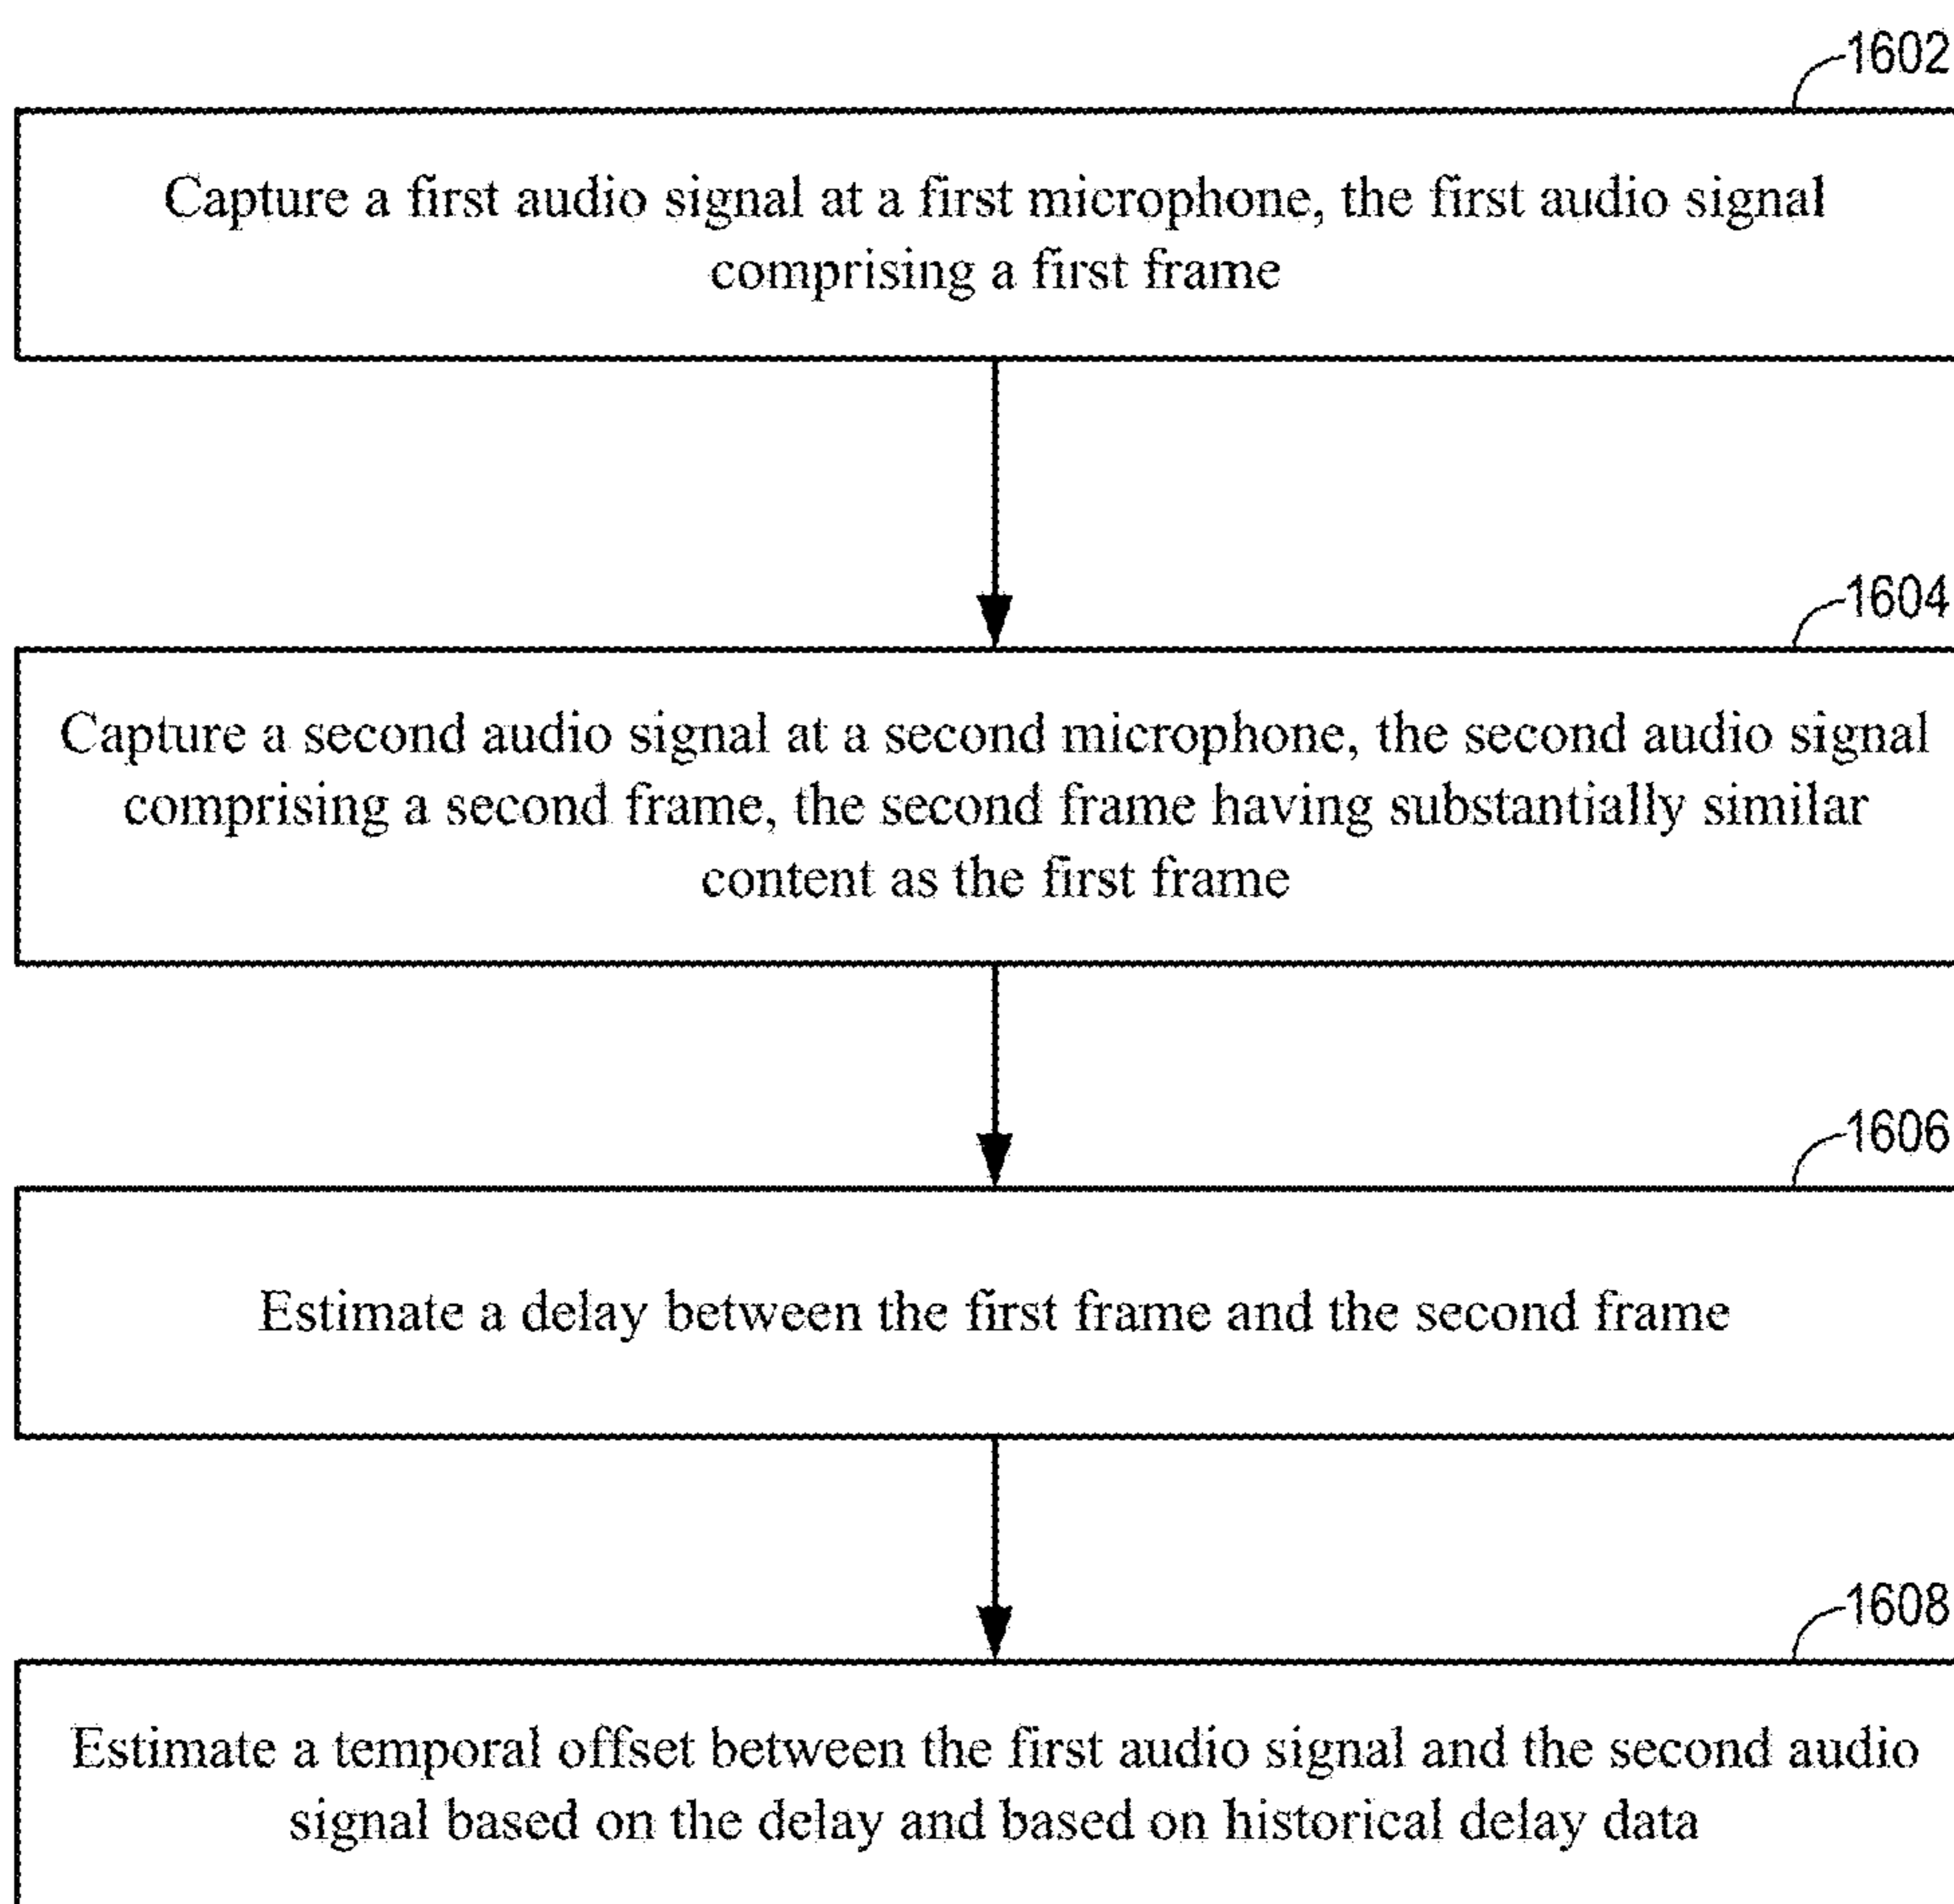 1602
Capture a first audio signal at a first microphone, the first audio signal
comprising a first frame
1604
Capture a second audio signal at a second microphone, the second audio signal
comprising a second frame, the second frame having substantially similar
content as the first frame
1606
Estimate a delay between the first frame and the second frame
1608
Estimate a temporal offset between the first audio signal and the second audio
signal based on the delay and based on historical delay data